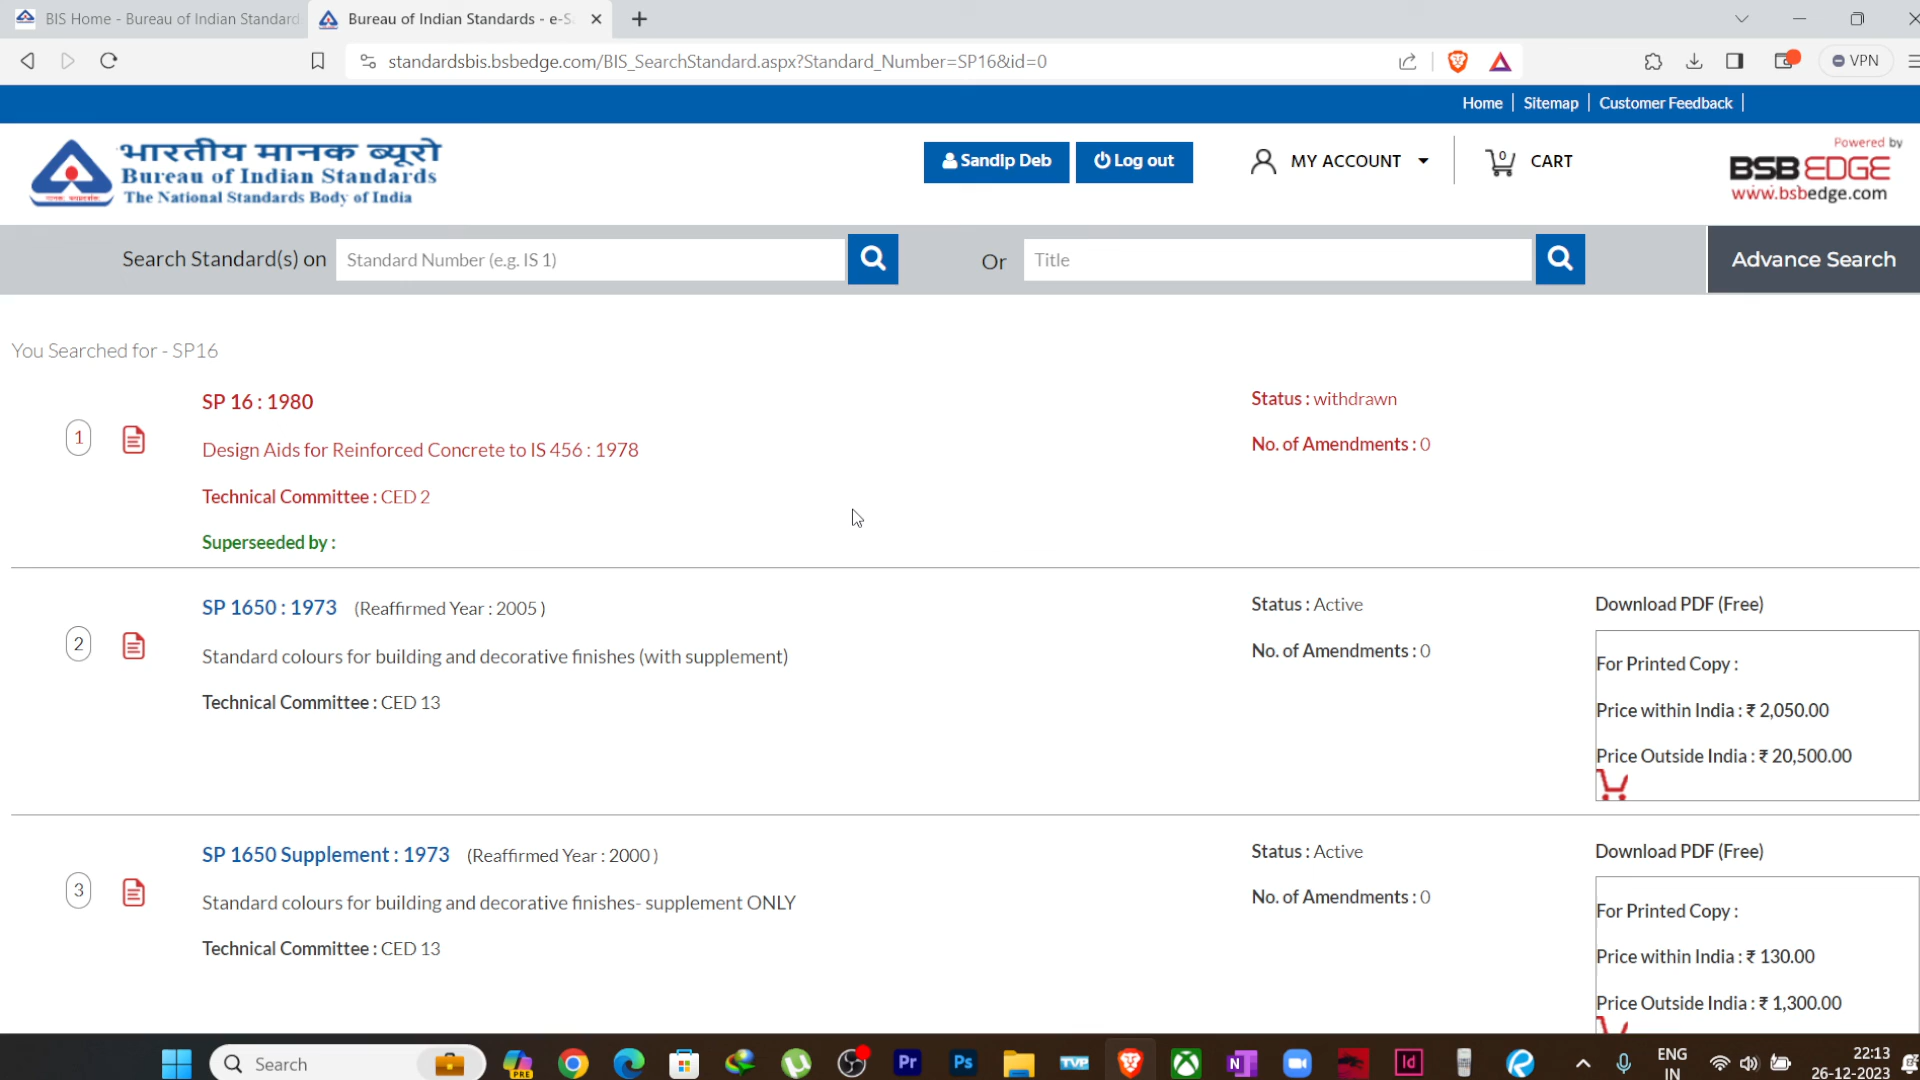 BIS Home - Bureau of Indian Standard
Bureau of Indian Standards - e-S
standardsbis.bsbedge.com/BIS_SearchStandard.aspx?Standard_Number=SP16&id=0
VPN
Home
Sitemap
Customer Feedback
भारतीय मानक ब्यूरो
Bureau of Indian Standards
The National Standards Body of India
Sandip Deb
Log out
MY ACCOUNT
0
CART
Powered by
BSB EDGE
www.bsbedge.com
Search Standard(s) on
Standard Number (e.g. IS 1)
Or
Title
Advance Search
You Searched for - SP16
1
SP 16 : 1980
Design Aids for Reinforced Concrete to IS 456 : 1978
Technical Committee : CED 2
Superseeded by :
Status : withdrawn
No. of Amendments : 0
2
SP 1650 : 1973 (Reaffirmed Year : 2005 )
Standard colours for building and decorative finishes (with supplement)
Technical Committee : CED 13
Status : Active
No. of Amendments : 0
Download PDF (Free)
For Printed Copy :
Price within India : ₹ 2,050.00
Price Outside India : ₹ 20,500.00
3
SP 1650 Supplement : 1973 (Reaffirmed Year : 2000 )
Standard colours for building and decorative finishes- supplement ONLY
Technical Committee : CED 13
Status : Active
No. of Amendments : 0
Download PDF (Free)
For Printed Copy :
Price within India : ₹ 130.00
Price Outside India : ₹ 1,300.00
Search
PRE
Pr
Ps
TVP
N
Id
ENG
IN
22:13
26-12-2023